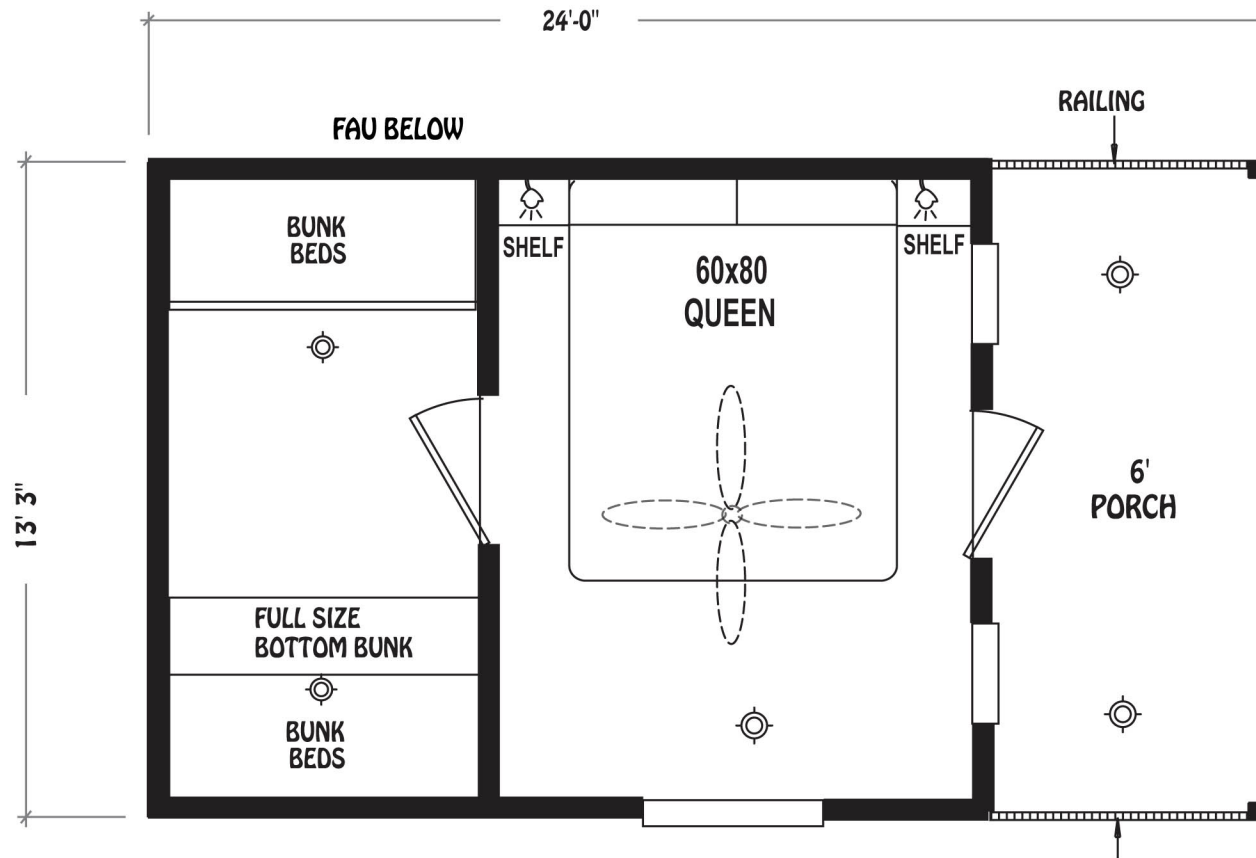 24'-0"
RAILING
FAU BELOW
BUNK
BEDS
SHELF
SHELF
60x80
QUEEN
13' 3"
6'
PORCH
FULL SIZE
BOTTOM BUNK
BUNK
BEDS